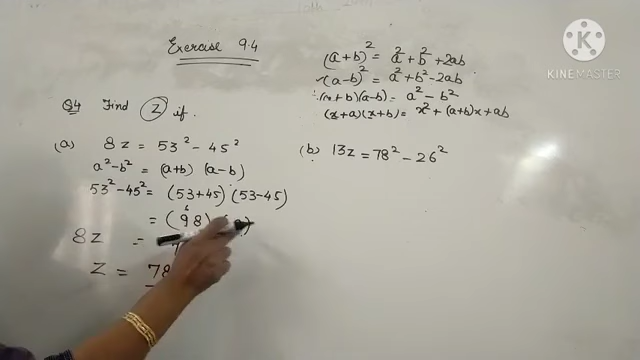 Exercise 9.4
Q4 Find Z if.
(a) 8z = 53² - 45²
a² - b² = (a+b) (a-b)
53² - 45² = (53+45) (53-45)
= (98)
8z =
Z = 78
(a+b)² = a² + b² + 2ab
(a-b)² = a² + b² - 2ab
(a-b) = a² - b²
(x+a)(x+b) = x² + (a+b)x + ab
(b) 13z = 78² - 26²
KINEMASTER